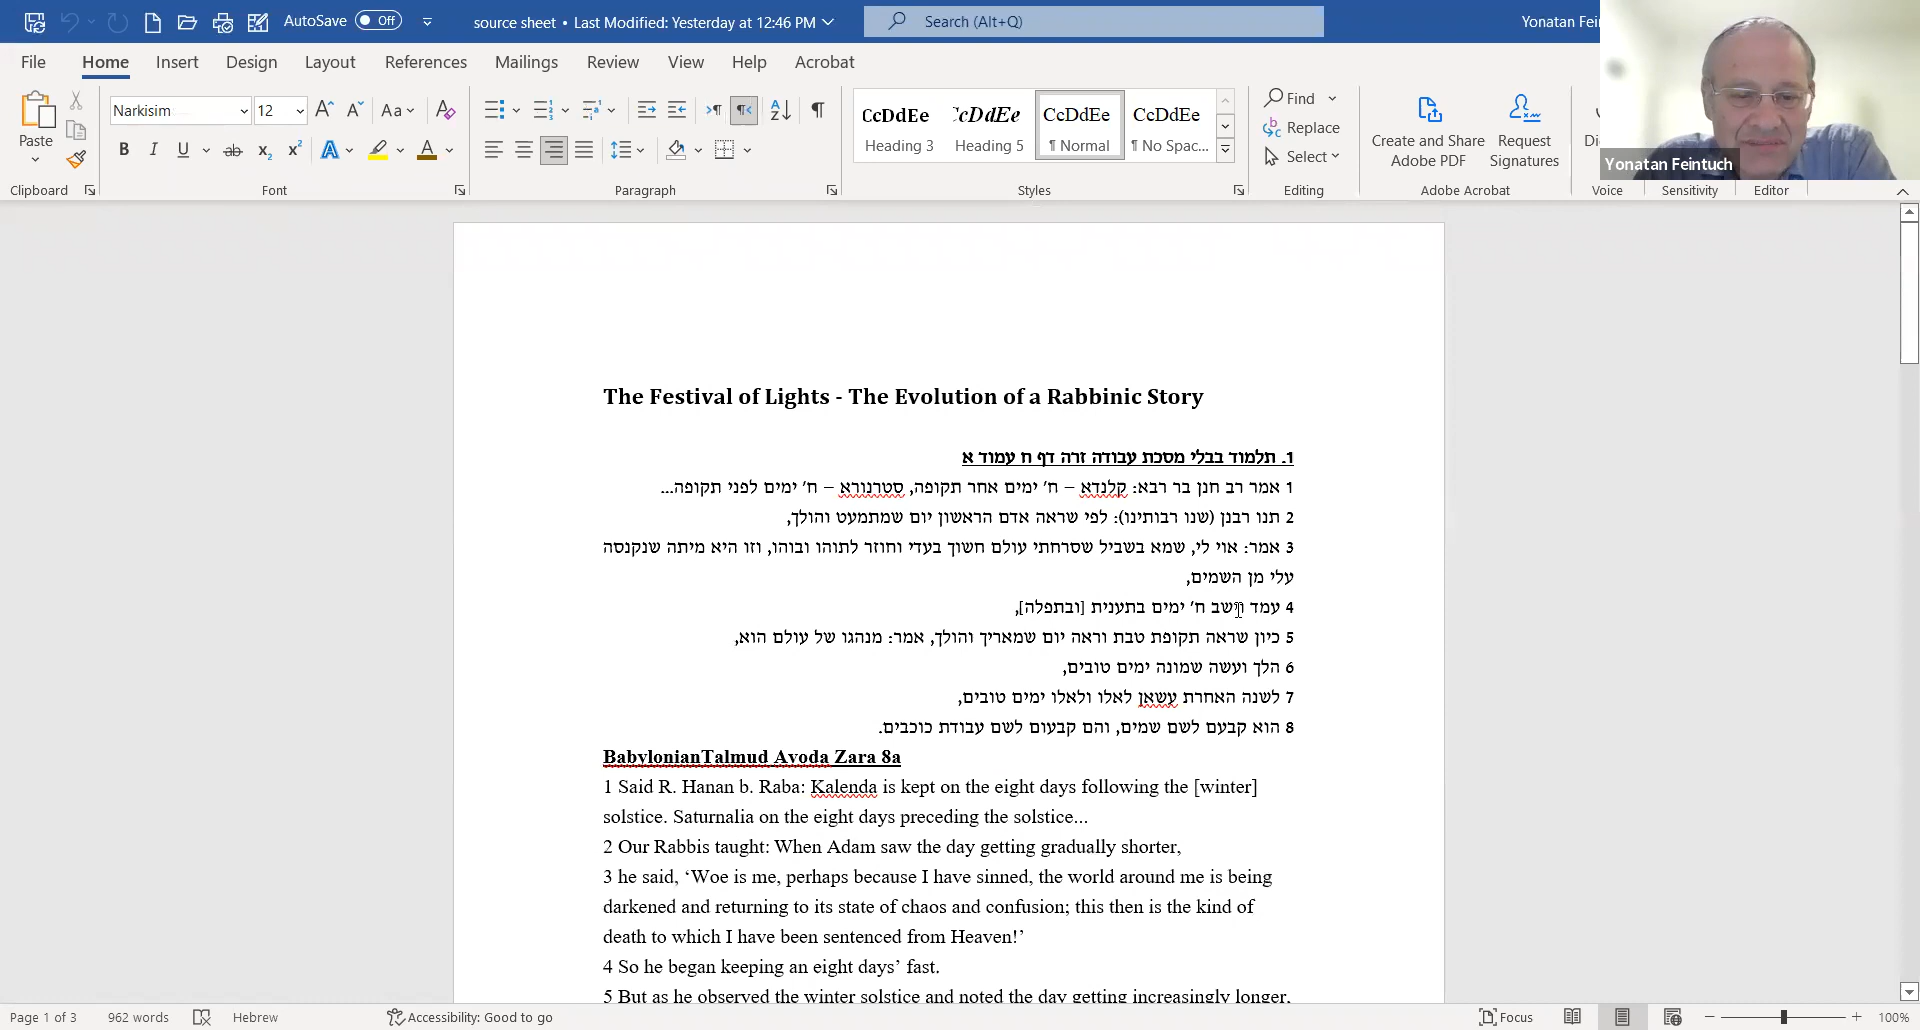 AutoSave Off source sheet • Last Modified: Yesterday at 12:46 PM Search (Alt+Q) Yonatan Fei
File Home Insert Design Layout References Mailings Review View Help Acrobat
Narkisim 12 Aa
Paste
CcDdEe CcDdEe CcDdEe CcDdEe
Heading 3 Heading 5 ¶ Normal ¶ No Spac...
Find
Replace
Select
Create and Share Adobe PDF
Request Signatures
Clipboard Font Paragraph Styles Editing Adobe Acrobat Voice Sensitivity Editor
Yonatan Feintuch
The Festival of Lights - The Evolution of a Rabbinic Story
1. תלמוד בבלי מסכת עבודה זרה דף ח עמוד א
1 אמר רב חנן בר רבא: קלנדא – ח' ימים אחר תקופה, סטרנורא – ח' ימים לפני תקופה...
2 תנו רבנן (שנו רבותינו): לפי שראה אדם הראשון יום שמתמעט והולך,
3 אמר: אוי לי, שמא בשביל שסרחתי עולם חשוך בעדי וחוזר לתוהו ובוהו, וזו היא מיתה שנקנסה
עלי מן השמים,
4 עמד וישב ח' ימים בתענית [ובתפלה],
5 כיון שראה תקופת טבת וראה יום שמאריך והולך, אמר: מנהגו של עולם הוא,
6 הלך ועשה שמונה ימים טובים,
7 לשנה האחרת עשאן לאלו ולאלו ימים טובים,
8 הוא קבעם לשם שמים, והם קבעום לשם עבודת כוכבים.
BabylonianTalmud Avoda Zara 8a
1 Said R. Hanan b. Raba: Kalenda is kept on the eight days following the [winter]
solstice. Saturnalia on the eight days preceding the solstice...
2 Our Rabbis taught: When Adam saw the day getting gradually shorter,
3 he said, ‘Woe is me, perhaps because I have sinned, the world around me is being
darkened and returning to its state of chaos and confusion; this then is the kind of
death to which I have been sentenced from Heaven!’
4 So he began keeping an eight days’ fast.
5 But as he observed the winter solstice and noted the day getting increasingly longer,
Page 1 of 3 962 words Hebrew Accessibility: Good to go Focus 100%